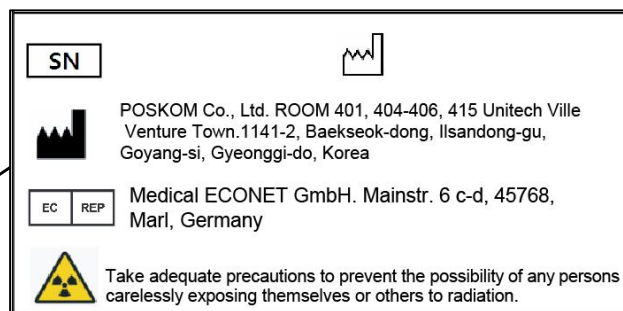 SN
POSKOM Co., Ltd. ROOM 401, 404-406, 415 Unitech Ville
Venture Town.1141-2, Baekseok-dong, Ilsandong-gu,
Goyang-si, Gyeonggi-do, Korea
EC REP
Medical ECONET GmbH. Mainstr. 6 c-d, 45768,
Marl, Germany
Take adequate precautions to prevent the possibility of any persons
carelessly exposing themselves or others to radiation.